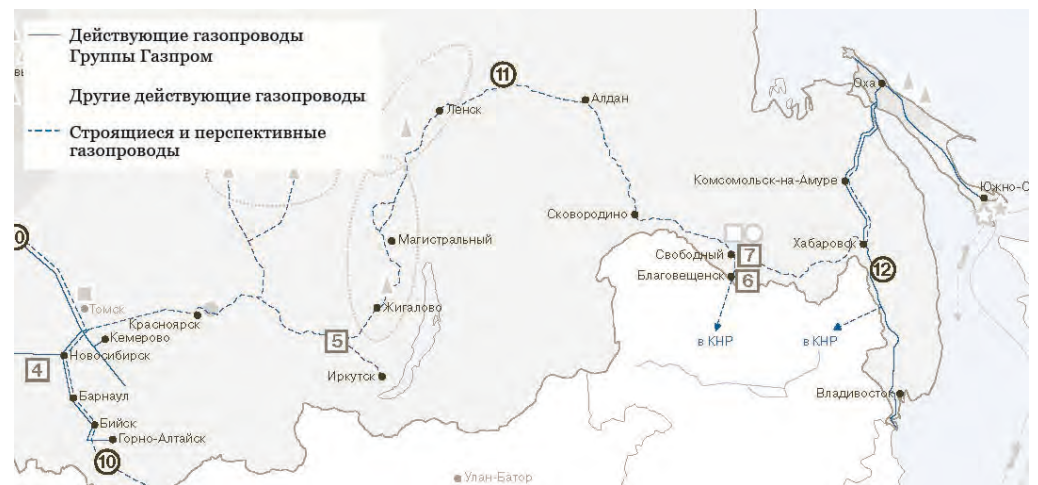 Действующие газопроводы
Группы Газпром
Другие действующие газопроводы
Строящиеся и перспективные
газопроводы
11
Ленск
Алдан
Оха
Комсомольск-на-Амуре
Сковородино
Магистральный
Хабаровск
Свободный
7
12
Благовещенск
6
Томск
Жигалово
Красноярск
Кемерово
5
в КНР
в КНР
Новосибирск
4
Иркутск
Барнаул
Владивосток
Бийск
Горно-Алтайск
10
Улан-Батор